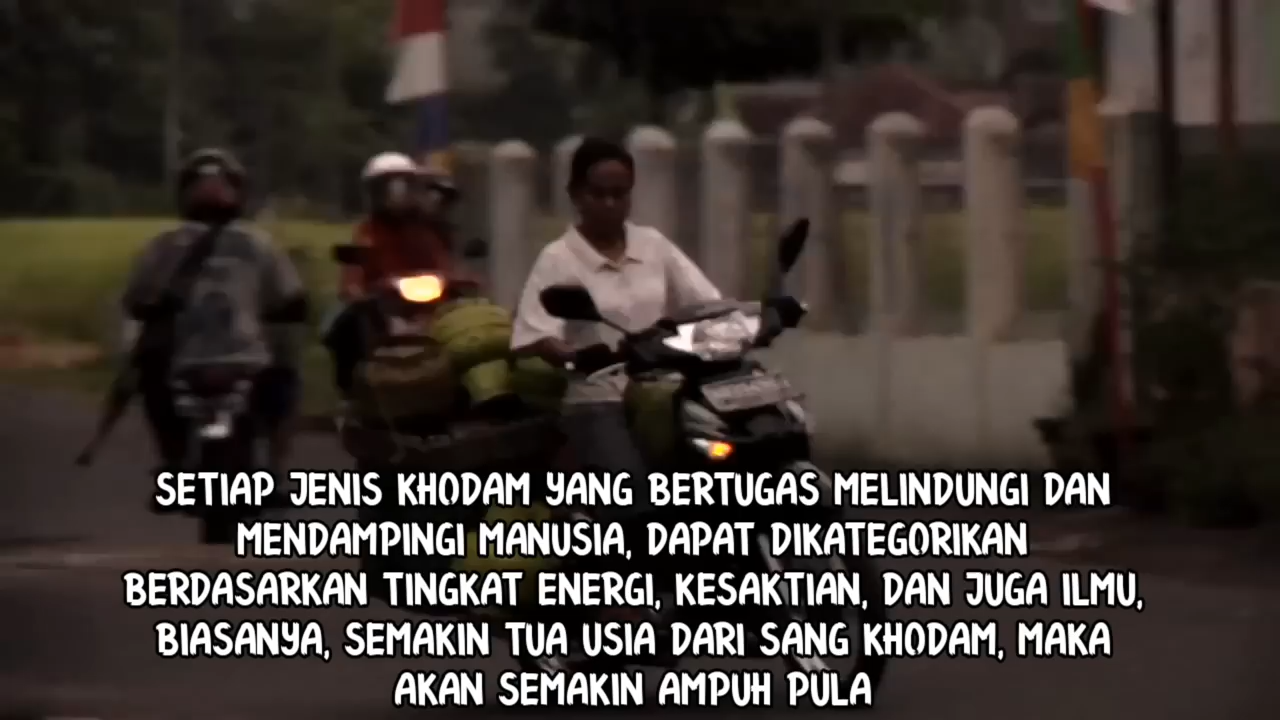 SETIAP JENIS KHODAM YANG BERTUGAS MELINDUNGI DAN
MENDAMPINGI MANUSIA, DAPAT DIKATEGORIKAN
BERDASARKAN TINGKAT ENERGI, KESAKTIAN, DAN JUGA ILMU,
BIASANYA, SEMAKIN TUA USIA DARI SANG KHODAM, MAKA
AKAN SEMAKIN AMPUH PULA